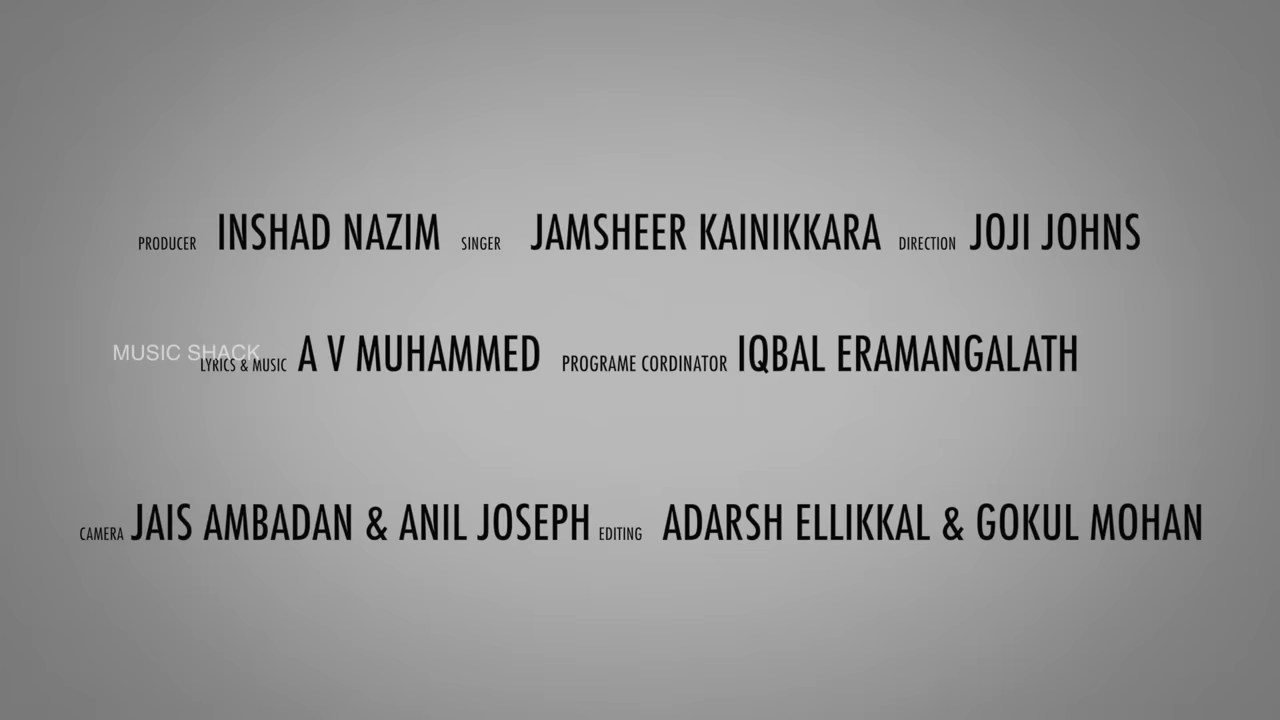 PRODUCER INSHAD NAZIM SINGER JAMSHEER KAINIKKARA DIRECTION JOJI JOHNS
MUSIC SHACK
LYRICS & MUSIC A V MUHAMMED PROGRAME CORDINATOR IQBAL ERAMANGALATH
CAMERA JAIS AMBADAN & ANIL JOSEPH EDITING ADARSH ELLIKKAL & GOKUL MOHAN